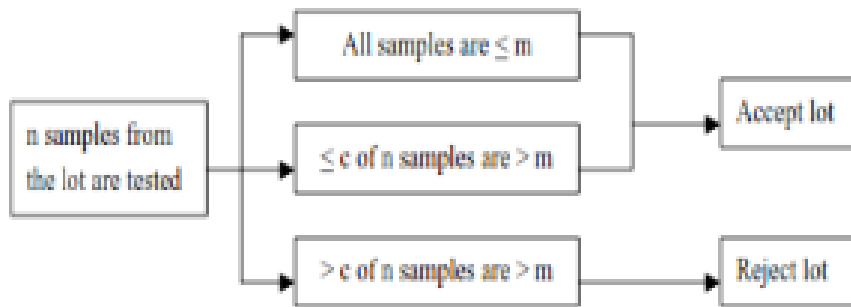 All samples are ≤ m
n samples from
the lot are tested
≤ c of n samples are > m
Accept lot
> c of n samples are > m
Reject lot